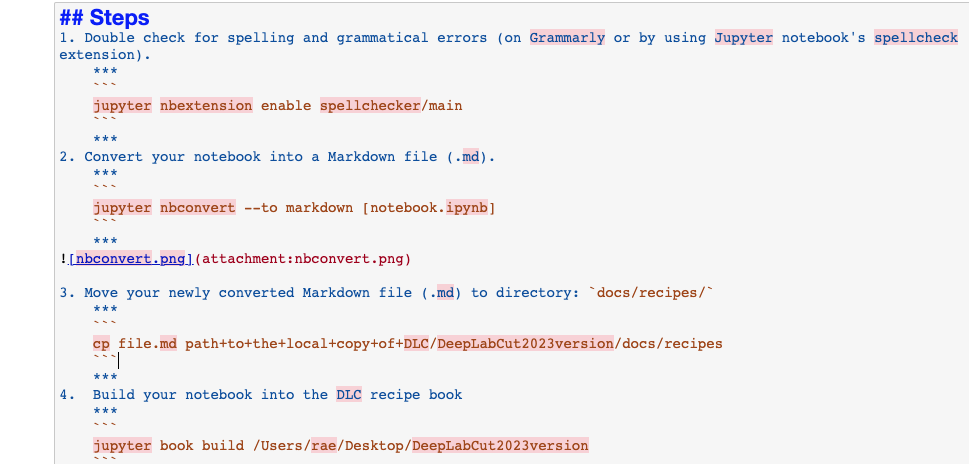 ## Steps
1. Double check for spelling and grammatical errors (on Grammarly or by using Jupyter notebook's spellcheck
extension).
    ***
    ```
    jupyter nbextension enable spellchecker/main
    ```
    ***
2. Convert your notebook into a Markdown file (.md).
    ***
    ```
    jupyter nbconvert --to markdown [notebook.ipynb]
    ```
    ***
![nbconvert.png](attachment:nbconvert.png)
3. Move your newly converted Markdown file (.md) to directory: `docs/recipes/`
    ***
    ```
    cp file.md path+to+the+local+copy+of+DLC/DeepLabCut2023version/docs/recipes
    ```
    ***
4.  Build your notebook into the DLC recipe book
    ***
    ```
    jupyter book build /Users/rae/Desktop/DeepLabCut2023version
    ```